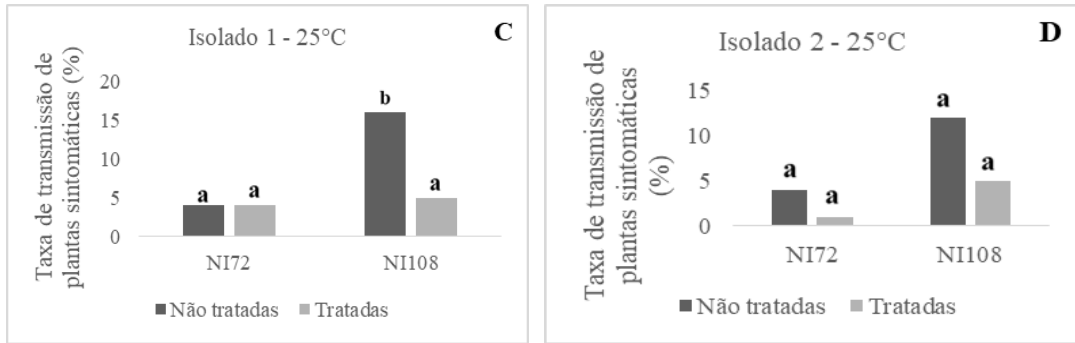 Isolado 1 - 25°C
C
Taxa de transmissão de
plantas sintomáticas (%)
20
15
10
5
0
a
a
b
a
NI72
NI108
Não tratadas
Tratadas
Isolado 2 - 25°C
D
Taxa de transmissão de
plantas sintomáticas
(%)
15
10
5
0
a
a
a
a
NI72
NI108
Não tratadas
Tratadas